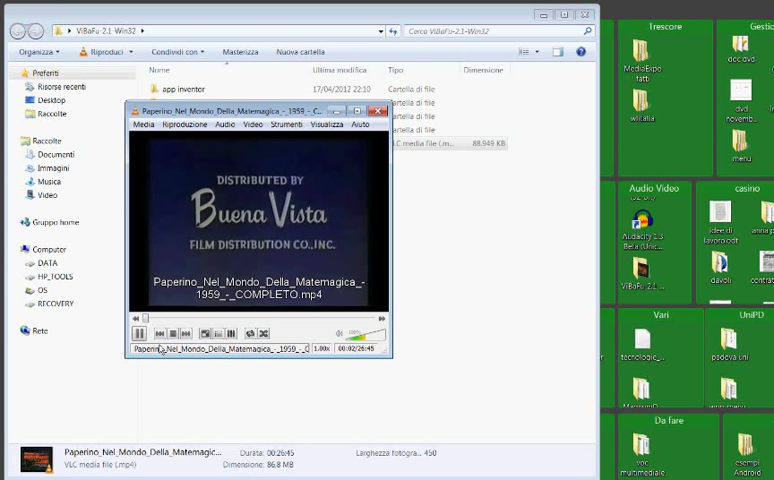 ViBaFu-2.1-Win32
Cerca ViBaFu-2.1-Win32
Organizza
Riproduci
Condividi con
Masterizza
Nuova cartella
Preferiti
Risorse recenti
Desktop
Raccolte
Raccolte
Documenti
Immagini
Musica
Video
Gruppo home
Computer
DATA
HP_TOOLS
OS
RECOVERY
Rete
Nome
Ultima modifica
Tipo
Dimensione
app inventor
17/04/2012 22:10
Cartella di file
Cartella di file
Cartella di file
Cartella di file
VLC media file (.m...
88.949 KB
Paperino_Nel_Mondo_Della_Matemagica_-_1959_-_C...
Media Riproduzione Audio Video Strumenti Visualizza Aiuto
DISTRIBUTED BY
Buena Vista
FILM DISTRIBUTION CO., INC.
Paperino_Nel_Mondo_Della_Matemagica_-
1959_-_COMPLETO.mp4
100%
1.00x
00:02/26:45
Paperino_Nel_Mondo_Della_Matemagic...
VLC media file (.mp4)
Durata: 00:26:45
Dimensione: 86,8 MB
Larghezza fotogra... 450
Trescore
MediaExpo
fatti
wiitalia
Gestio
doc.dvd
dvd
novemb...
menu
Audio Video
Audacity 1.3
Beta (Unic...
ViBaFu 2.1
casino
idee di
lavoro.odt
anna p
davoli
contrat
Vari
tecnologie_...
UniPD
padova.uni
Da fare
voc
multimediale
esempi
Android